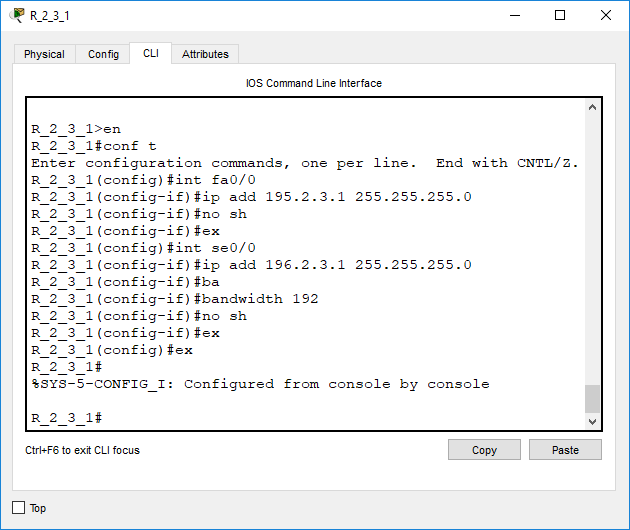 R_2_3_1
Physical Config CLI Attributes
IOS Command Line Interface
R_2_3_1>en
R_2_3_1#conf t
Enter configuration commands, one per line.  End with CNTL/Z.
R_2_3_1(config)#int fa0/0
R_2_3_1(config-if)#ip add 195.2.3.1 255.255.255.0
R_2_3_1(config-if)#no sh
R_2_3_1(config-if)#ex
R_2_3_1(config)#int se0/0
R_2_3_1(config-if)#ip add 196.2.3.1 255.255.255.0
R_2_3_1(config-if)#ba
R_2_3_1(config-if)#bandwidth 192
R_2_3_1(config-if)#no sh
R_2_3_1(config-if)#ex
R_2_3_1(config)#ex
R_2_3_1#
%SYS-5-CONFIG_I: Configured from console by console
R_2_3_1#
Ctrl+F6 to exit CLI focus
Copy Paste
Top